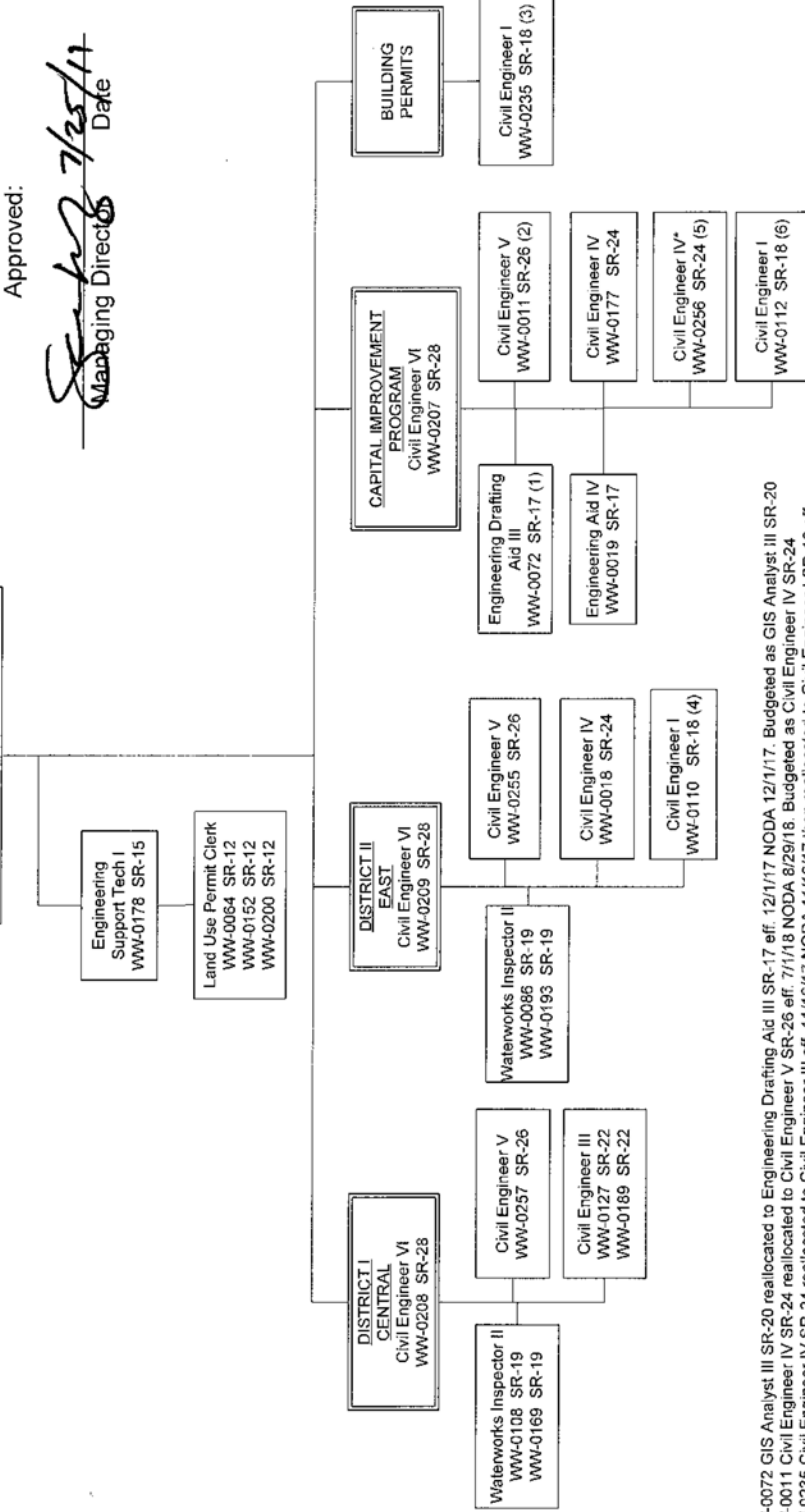 Approved:
7/25/19
Managing Director Date
Engineering
Support Tech I
WW-0178 SR-15
Land Use Permit Clerk
WW-0064 SR-12
WW-0152 SR-12
WW-0200 SR-12
DISTRICT I
CENTRAL
Civil Engineer VI
WW-0208 SR-28
Waterworks Inspector II
WW-0108 SR-19
WW-0169 SR-19
Civil Engineer V
WW-0257 SR-26
Civil Engineer III
WW-0127 SR-22
WW-0189 SR-22
DISTRICT II
EAST
Civil Engineer VI
WW-0209 SR-28
Waterworks Inspector II
WW-0086 SR-19
WW-0193 SR-19
Civil Engineer V
WW-0255 SR-26
Civil Engineer IV
WW-0018 SR-24
Civil Engineer I
WW-0110 SR-18 (4)
CAPITAL IMPROVEMENT
PROGRAM
Civil Engineer VI
WW-0207 SR-28
Engineering Drafting
Aid III
WW-0072 SR-17 (1)
Engineering Aid IV
WW-0019 SR-17
Civil Engineer V
WW-0011 SR-26 (2)
Civil Engineer IV
WW-0177 SR-24
Civil Engineer IV*
WW-0256 SR-24 (5)
Civil Engineer I
WW-0112 SR-18 (6)
BUILDING
PERMITS
Civil Engineer I
WW-0235 SR-18 (3)
-0072 GIS Analyst III SR-20 reallocated to Engineering Drafting Aid III SR-17 eff. 12/1/17 NODA 12/1/17. Budgeted as GIS Analyst III SR-20
-0011 Civil Engineer IV SR-24 reallocated to Civil Engineer V SR-26 eff. 7/1/18 NODA 8/29/18. Budgeted as Civil Engineer IV SR-24